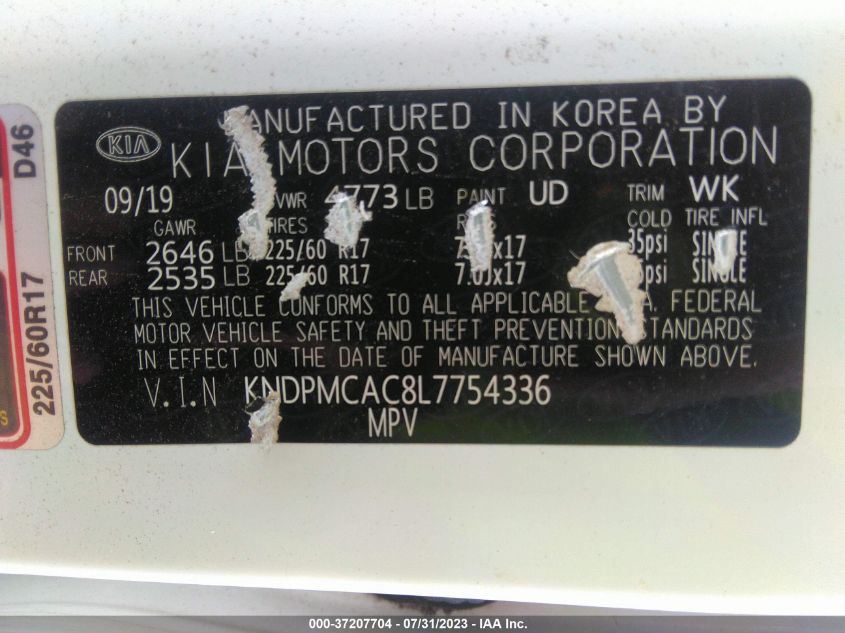 MANUFACTURED IN KOREA BY
KIA KIA MOTORS CORPORATION
09/19 GVWR 4773 LB PAINT UD TRIM WK
GAWR TIRES COLD TIRE INFL
FRONT 2646 LB 225/60 R17 35psi SINGLE
REAR 2535 LB 225/60 R17 7.0Jx17 SINGLE
THIS VEHICLE CONFORMS TO ALL APPLICABLE FEDERAL
MOTOR VEHICLE SAFETY AND THEFT PREVENTION STANDARDS
IN EFFECT ON THE DATE OF MANUFACTURE SHOWN ABOVE.
V.I.N KNDPMCAC8L7754336
MPV
D46
225/60R17
000-37207704 / 07/31/2023 - IAA Inc.